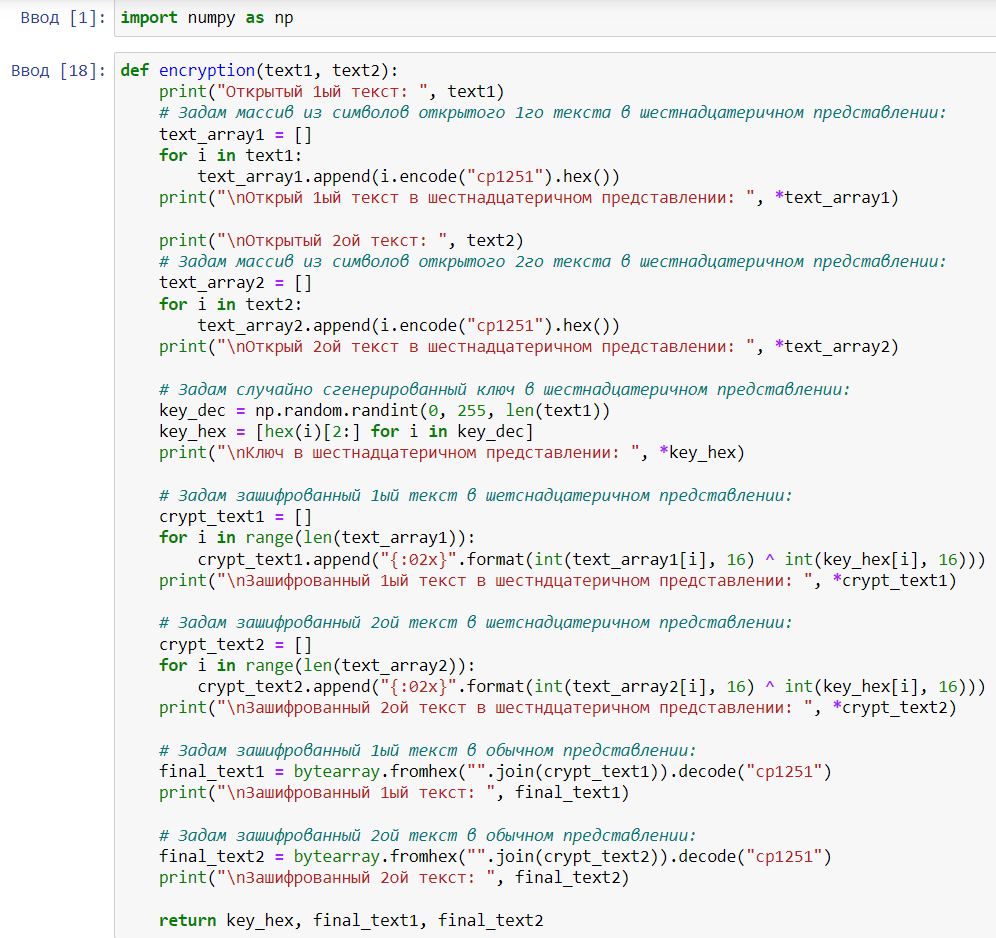 Ввод [1]: import numpy as np
Ввод [18]: def encryption(text1, text2):
    print("Открытый 1ый текст: ", text1)
    # Задам массив из символов открытого 1го текста в шестнадцатеричном представлении:
    text_array1 = []
    for i in text1:
        text_array1.append(i.encode("cp1251").hex())
    print("\nОткрый 1ый текст в шестнадцатеричном представлении: ", *text_array1)

    print("\nОткрытый 2ой текст: ", text2)
    # Задам массив из символов открытого 2го текста в шестнадцатеричном представлении:
    text_array2 = []
    for i in text2:
        text_array2.append(i.encode("cp1251").hex())
    print("\nОткрый 2ой текст в шестнадцатеричном представлении: ", *text_array2)

    # Задам случайно сгенерированный ключ в шестнадцатеричном представлении:
    key_dec = np.random.randint(0, 255, len(text1))
    key_hex = [hex(i)[2:] for i in key_dec]
    print("\nКлюч в шестнадцатеричном представлении: ", *key_hex)

    # Задам зашифрованный 1ый текст в шетснадцатеричном представлении:
    crypt_text1 = []
    for i in range(len(text_array1)):
        crypt_text1.append("{:02x}".format(int(text_array1[i], 16) ^ int(key_hex[i], 16)))
    print("\nЗашифрованный 1ый текст в шестндцатеричном представлении: ", *crypt_text1)

    # Задам зашифрованный 2ой текст в шетснадцатеричном представлении:
    crypt_text2 = []
    for i in range(len(text_array2)):
        crypt_text2.append("{:02x}".format(int(text_array2[i], 16) ^ int(key_hex[i], 16)))
    print("\nЗашифрованный 2ой текст в шестндцатеричном представлении: ", *crypt_text2)

    # Задам зашифрованный 1ый текст в обычном представлении:
    final_text1 = bytearray.fromhex("".join(crypt_text1)).decode("cp1251")
    print("\nЗашифрованный 1ый текст: ", final_text1)

    # Задам зашифрованный 2ой текст в обычном представлении:
    final_text2 = bytearray.fromhex("".join(crypt_text2)).decode("cp1251")
    print("\nЗашифрованный 2ой текст: ", final_text2)

    return key_hex, final_text1, final_text2